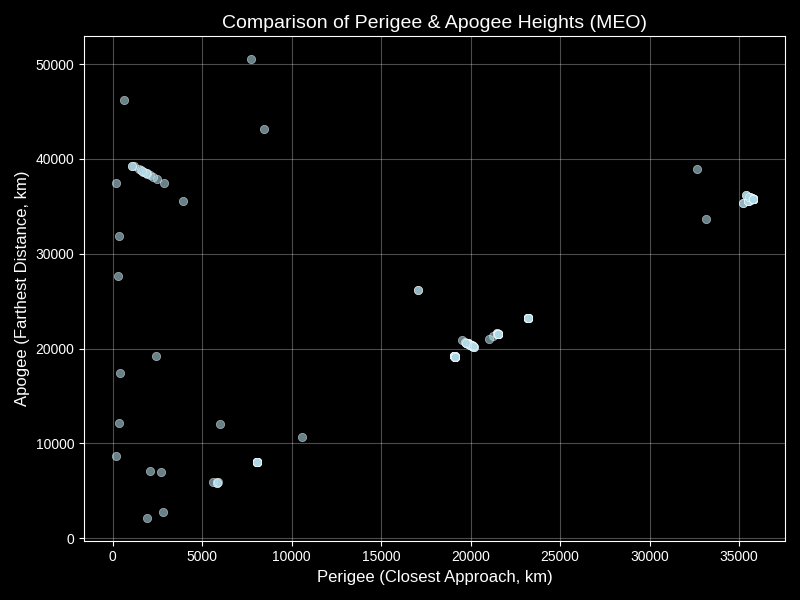 Comparison of Perigee & Apogee Heights (MEO)
Apogee (Farthest Distance, km)
50000
40000
30000
20000
10000
0
0 5000 10000 15000 20000 25000 30000 35000
Perigee (Closest Approach, km)